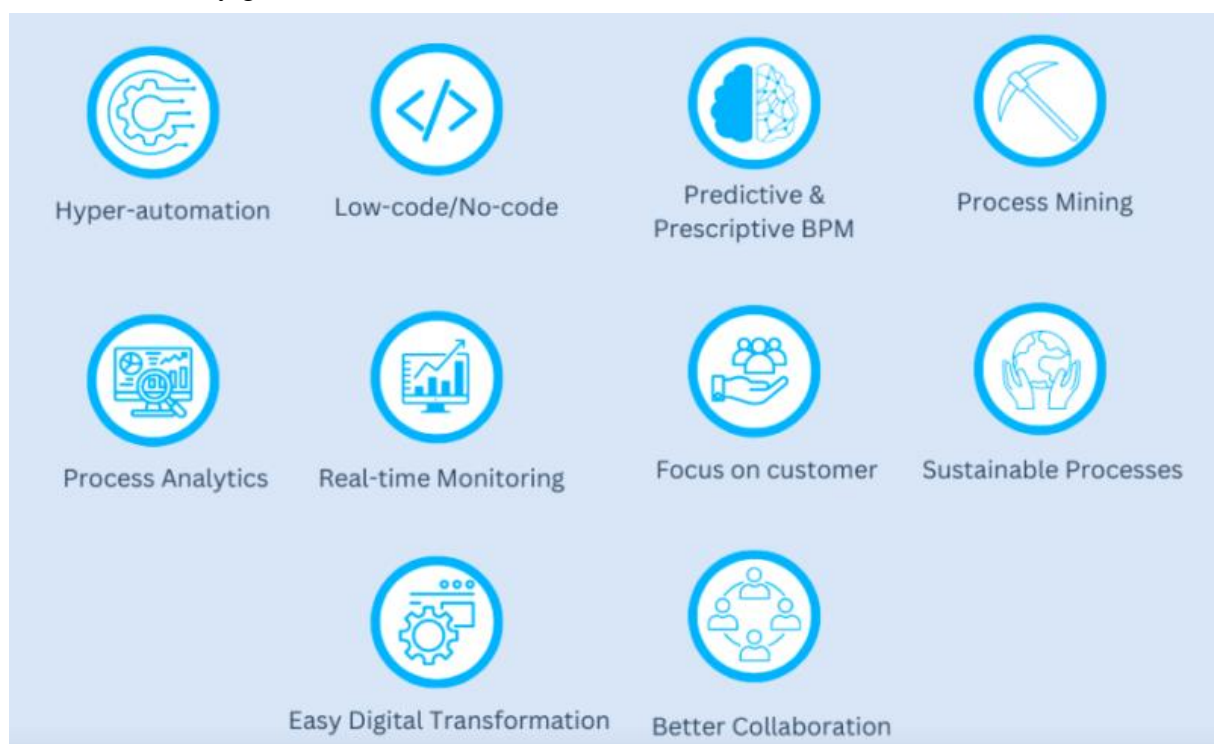 Hyper-automation
Low-code/No-code
Predictive &
Prescriptive BPM
Process Mining
Process Analytics
Real-time Monitoring
Focus on customer
Sustainable Processes
Easy Digital Transformation
Better Collaboration